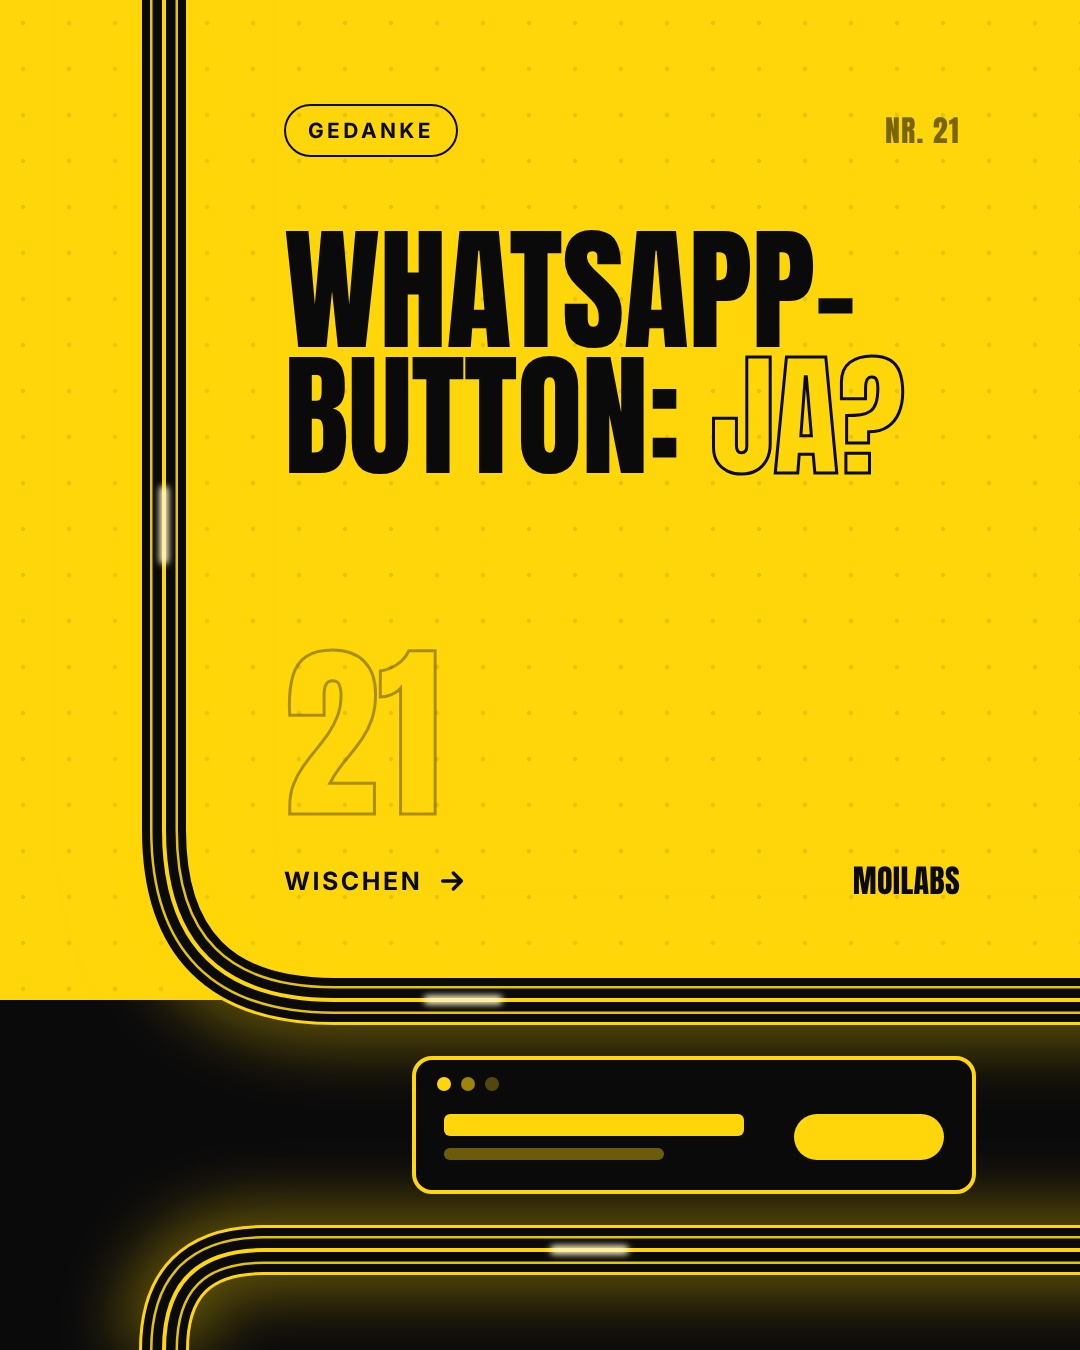 GEDANKE
NR. 21
WHATSAPP-
BUTTON: JA?
21
WISCHEN →
MOILABS